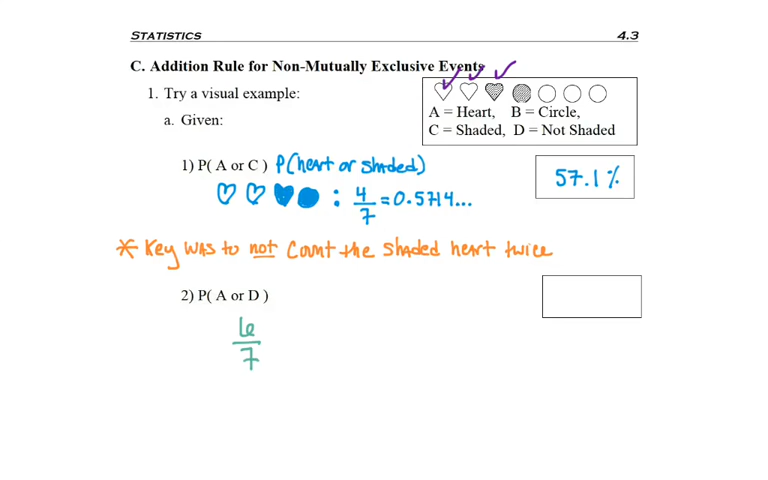 STATISTICS 4.3
C. Addition Rule for Non-Mutually Exclusive Events
1. Try a visual example:
a. Given:
A = Heart, B = Circle,
C = Shaded, D = Not Shaded
1) P( A or C ) P(heart or shaded)
: 4/7 = 0.5714...
57.1%
* Key was to not count the shaded heart twice
2) P( A or D )
6/7